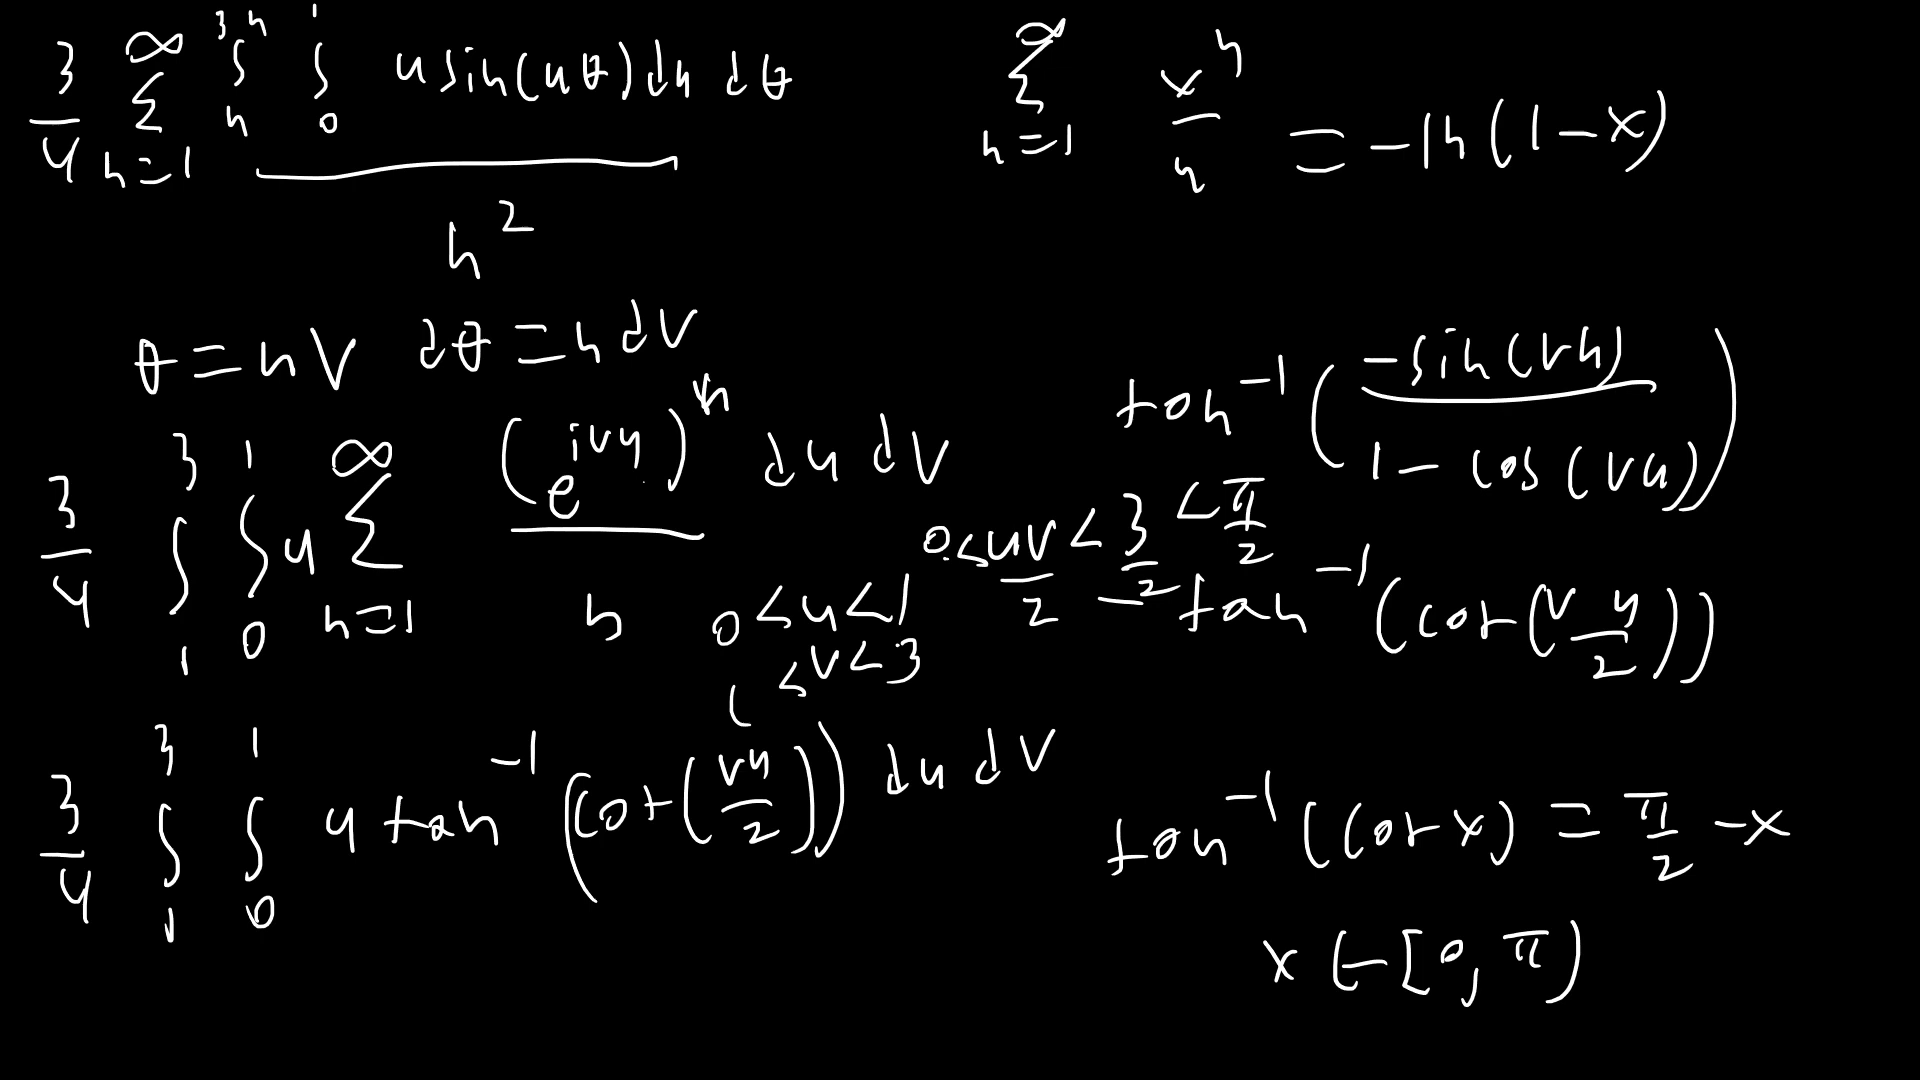 3/4 ∞ Σ n=1 3n ∫ n 1 ∫ 0 u sin(uθ) du dθ / n^2
∞ Σ n=1 x^n / n = -ln(1-x)
θ = nV dθ = n dV
3/4 3 ∫ 1 1 ∫ 0 u ∞ Σ n=1 (e^{ivu})^n / n du dV
tan^-1 ( -sin(vu) / 1 - cos(vu) )
0 < uv/2 < 3/2 < π/2
0 < u < 1
1 < v < 3
- tan^-1 (cot(vu/2))
3/4 3 ∫ 1 1 ∫ 0 u tan^-1 (cot(vu/2)) du dV
tan^-1 (cot x) = π/2 - x
x ∈ [0, π)